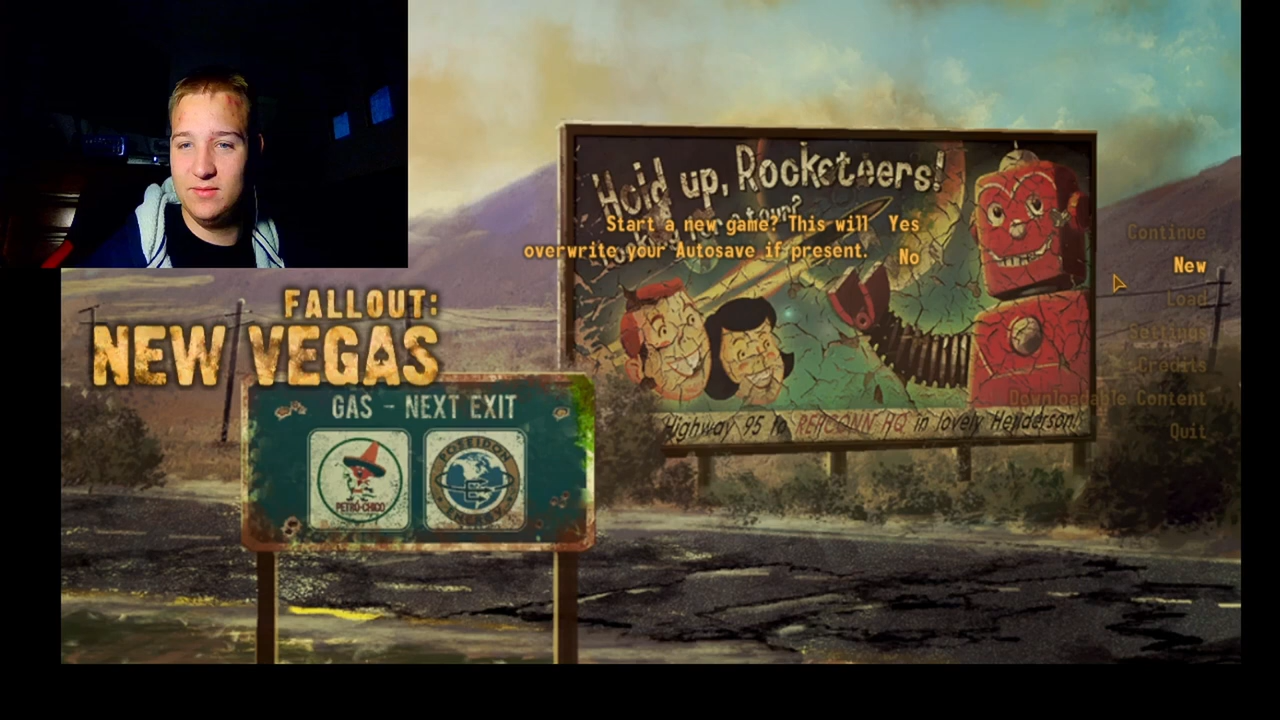 Hold up, Rocketeers!
Start a new game? This will
overwrite your Autosave if present.
Yes
No
Continue
New
Load
Settings
Credits
Downloadable Content
Quit
FALLOUT:
NEW VEGAS
GAS - NEXT EXIT
PETRO-CHICO
POSEIDON
ENERGY
Highway 95 to REPCONN HQ in lovely Henderson!